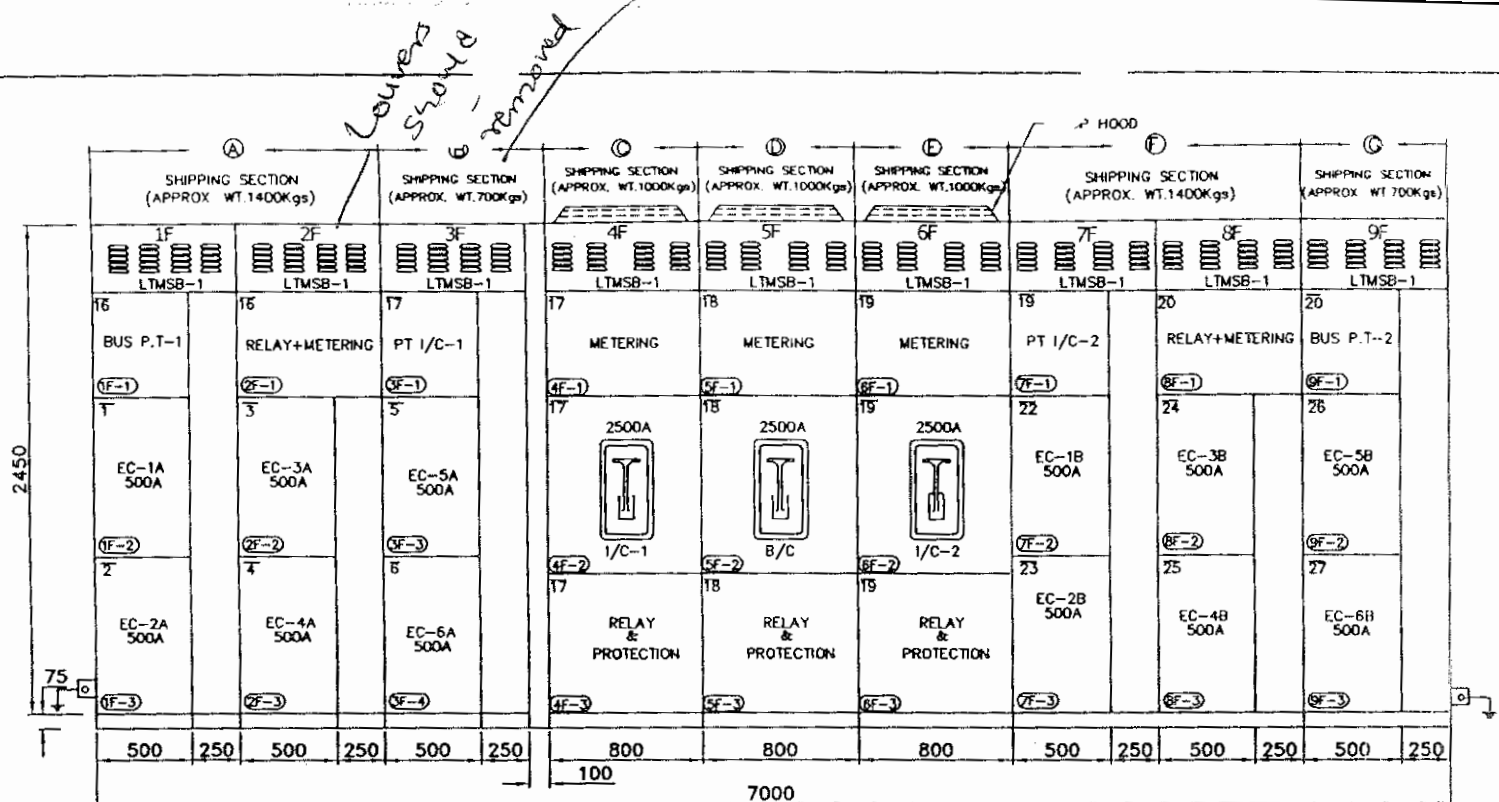 Louvers
should
removed
HOOD
A
C
D
E
F
G
SHIPPING SECTION
(APPROX WT.1400Kgs)
SHIPPING SECTION
(APPROX. WT.700Kgs)
SHIPPING SECTION
(APPROX. WT.1000Kgs)
SHIPPING SECTION
(APPROX. WT.1000Kgs)
SHIPPING SECTION
(APPROX. WT.1000Kgs)
SHIPPING SECTION
(APPROX. WT.1400Kgs)
SHIPPING SECTION
(APPROX WT 700Kgs)
1F 2F 3F 4F 5F 6F 7F 8F 9F
LTMSB-1 LTMSB-1 LTMSB-1 LTMSB-1 LTMSB-1 LTMSB-1 LTMSB-1 LTMSB-1 LTMSB-1
16 16 17 17 18 19 19 20 20
BUS P.T-1 RELAY+METERING PT I/C-1 METERING METERING METERING PT I/C-2 RELAY+METERING BUS P.T-2
1F-1 2F-1 3F-1 4F-1 5F-1 6F-1 7F-1 8F-1 9F-1
1 3 5 17 18 19 22 24 26
2500A 2500A 2500A
EC-1A EC-3A EC-5A EC-1B EC-3B EC-5B
500A 500A 500A 500A 500A 500A
I/C-1 B/C I/C-2
1F-2 2F-2 3F-3 4F-2 5F-2 6F-2 7F-2 8F-2 9F-2
2 4 6 17 18 19 23 25 27
EC-2A EC-4A EC-6A EC-2B EC-4B EC-6B
500A 500A 500A 500A 500A 500A
RELAY RELAY RELAY
& & &
PROTECTION PROTECTION PROTECTION
1F-3 2F-3 3F-4 4F-3 5F-3 6F-3 7F-3 8F-3 9F-3
2450
75
500 250 500 250 500 250 800 800 800 500 250 500 250 500 250
100
7000